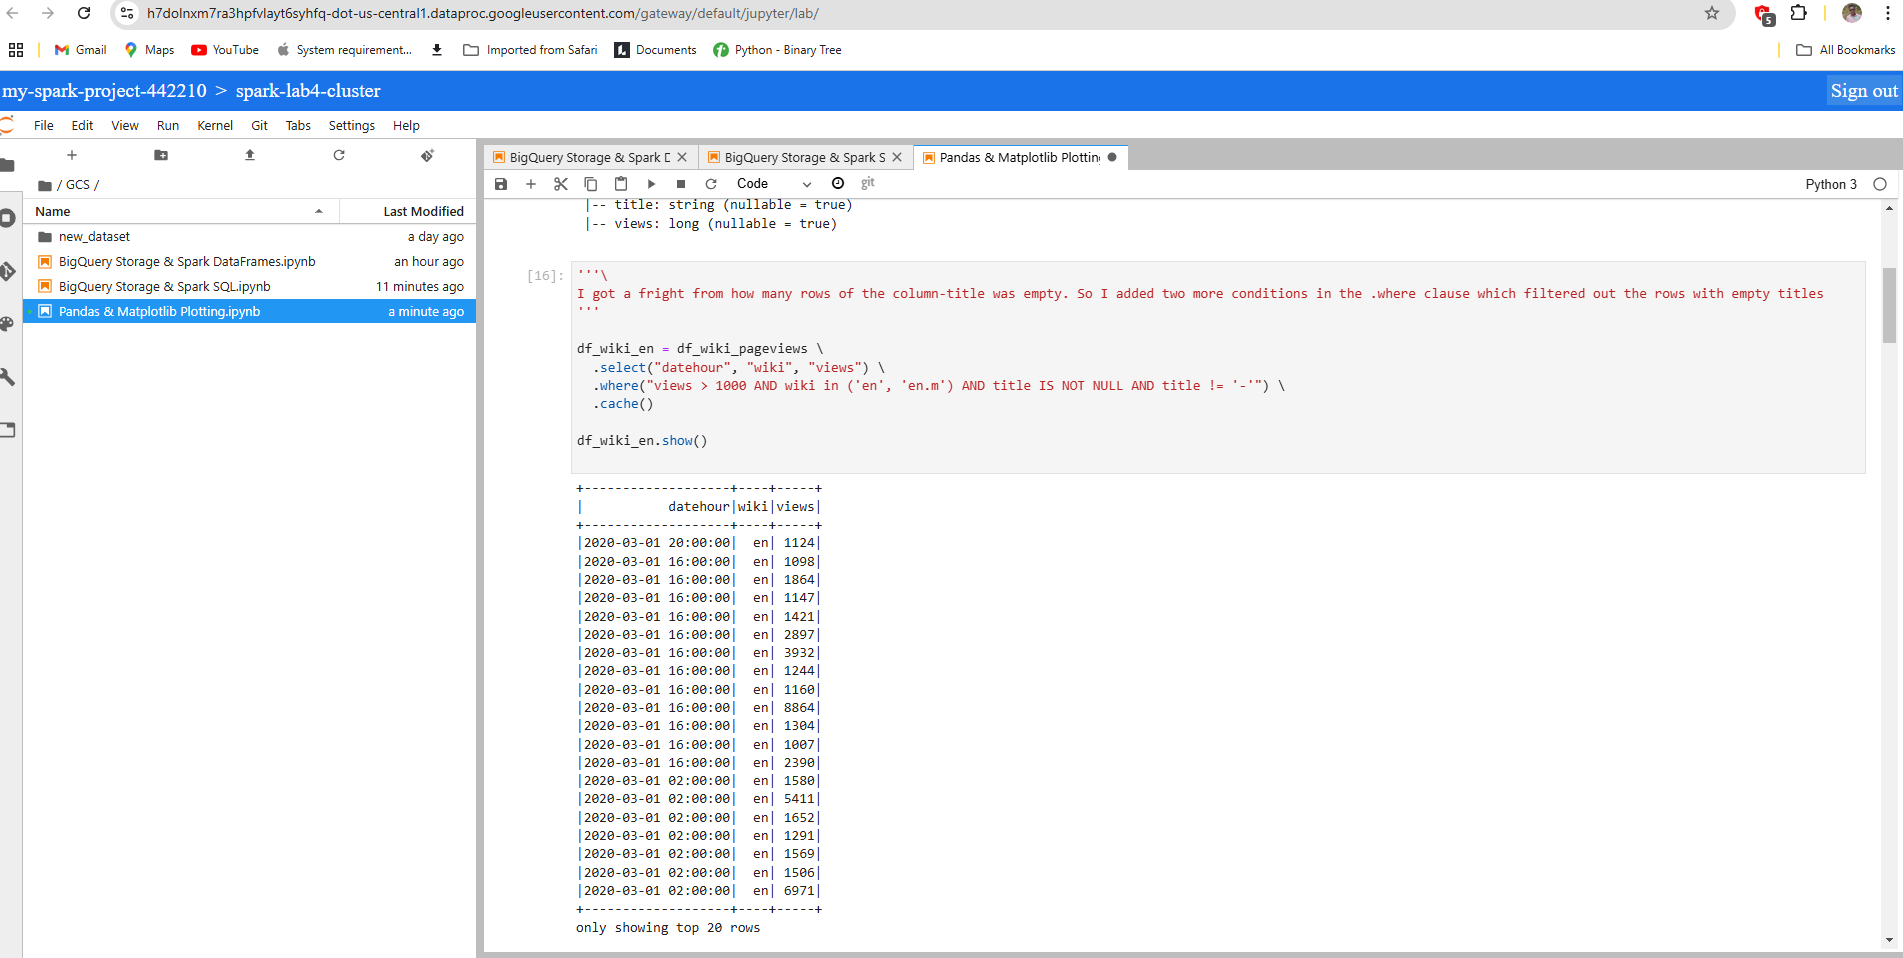 h7dolnxm7ra3hpfvlayt6syhfq-dot-us-central1.dataproc.googleusercontent.com/gateway/default/jupyter/lab/
5
Gmail Maps YouTube System requirement... Imported from Safari Documents Python - Binary Tree All Bookmarks
my-spark-project-442210 > spark-lab4-cluster Sign out
File Edit View Run Kernel Git Tabs Settings Help
BigQuery Storage & Spark D BigQuery Storage & Spark S Pandas & Matplotlib Plotting
Code git Python 3
/ GCS /
Name Last Modified
new_dataset a day ago
BigQuery Storage & Spark DataFrames.ipynb an hour ago
BigQuery Storage & Spark SQL.ipynb 11 minutes ago
Pandas & Matplotlib Plotting.ipynb a minute ago
|-- title: string (nullable = true)
|-- views: long (nullable = true)
[16]: '''\
I got a fright from how many rows of the column-title was empty. So I added two more conditions in the .where clause which filtered out the rows with empty titles
'''
df_wiki_en = df_wiki_pageviews \
.select("datehour", "wiki", "views") \
.where("views > 1000 AND wiki in ('en', 'en.m') AND title IS NOT NULL AND title != '-'") \
.cache()
df_wiki_en.show()
+-------------------+----+-----+
|           datehour|wiki|views|
+-------------------+----+-----+
|2020-03-01 20:00:00|  en| 1124|
|2020-03-01 16:00:00|  en| 1098|
|2020-03-01 16:00:00|  en| 1864|
|2020-03-01 16:00:00|  en| 1147|
|2020-03-01 16:00:00|  en| 1421|
|2020-03-01 16:00:00|  en| 2897|
|2020-03-01 16:00:00|  en| 3932|
|2020-03-01 16:00:00|  en| 1244|
|2020-03-01 16:00:00|  en| 1160|
|2020-03-01 16:00:00|  en| 8864|
|2020-03-01 16:00:00|  en| 1304|
|2020-03-01 16:00:00|  en| 1007|
|2020-03-01 16:00:00|  en| 2390|
|2020-03-01 02:00:00|  en| 1580|
|2020-03-01 02:00:00|  en| 5411|
|2020-03-01 02:00:00|  en| 1652|
|2020-03-01 02:00:00|  en| 1291|
|2020-03-01 02:00:00|  en| 1569|
|2020-03-01 02:00:00|  en| 1506|
|2020-03-01 02:00:00|  en| 6971|
+-------------------+----+-----+
only showing top 20 rows